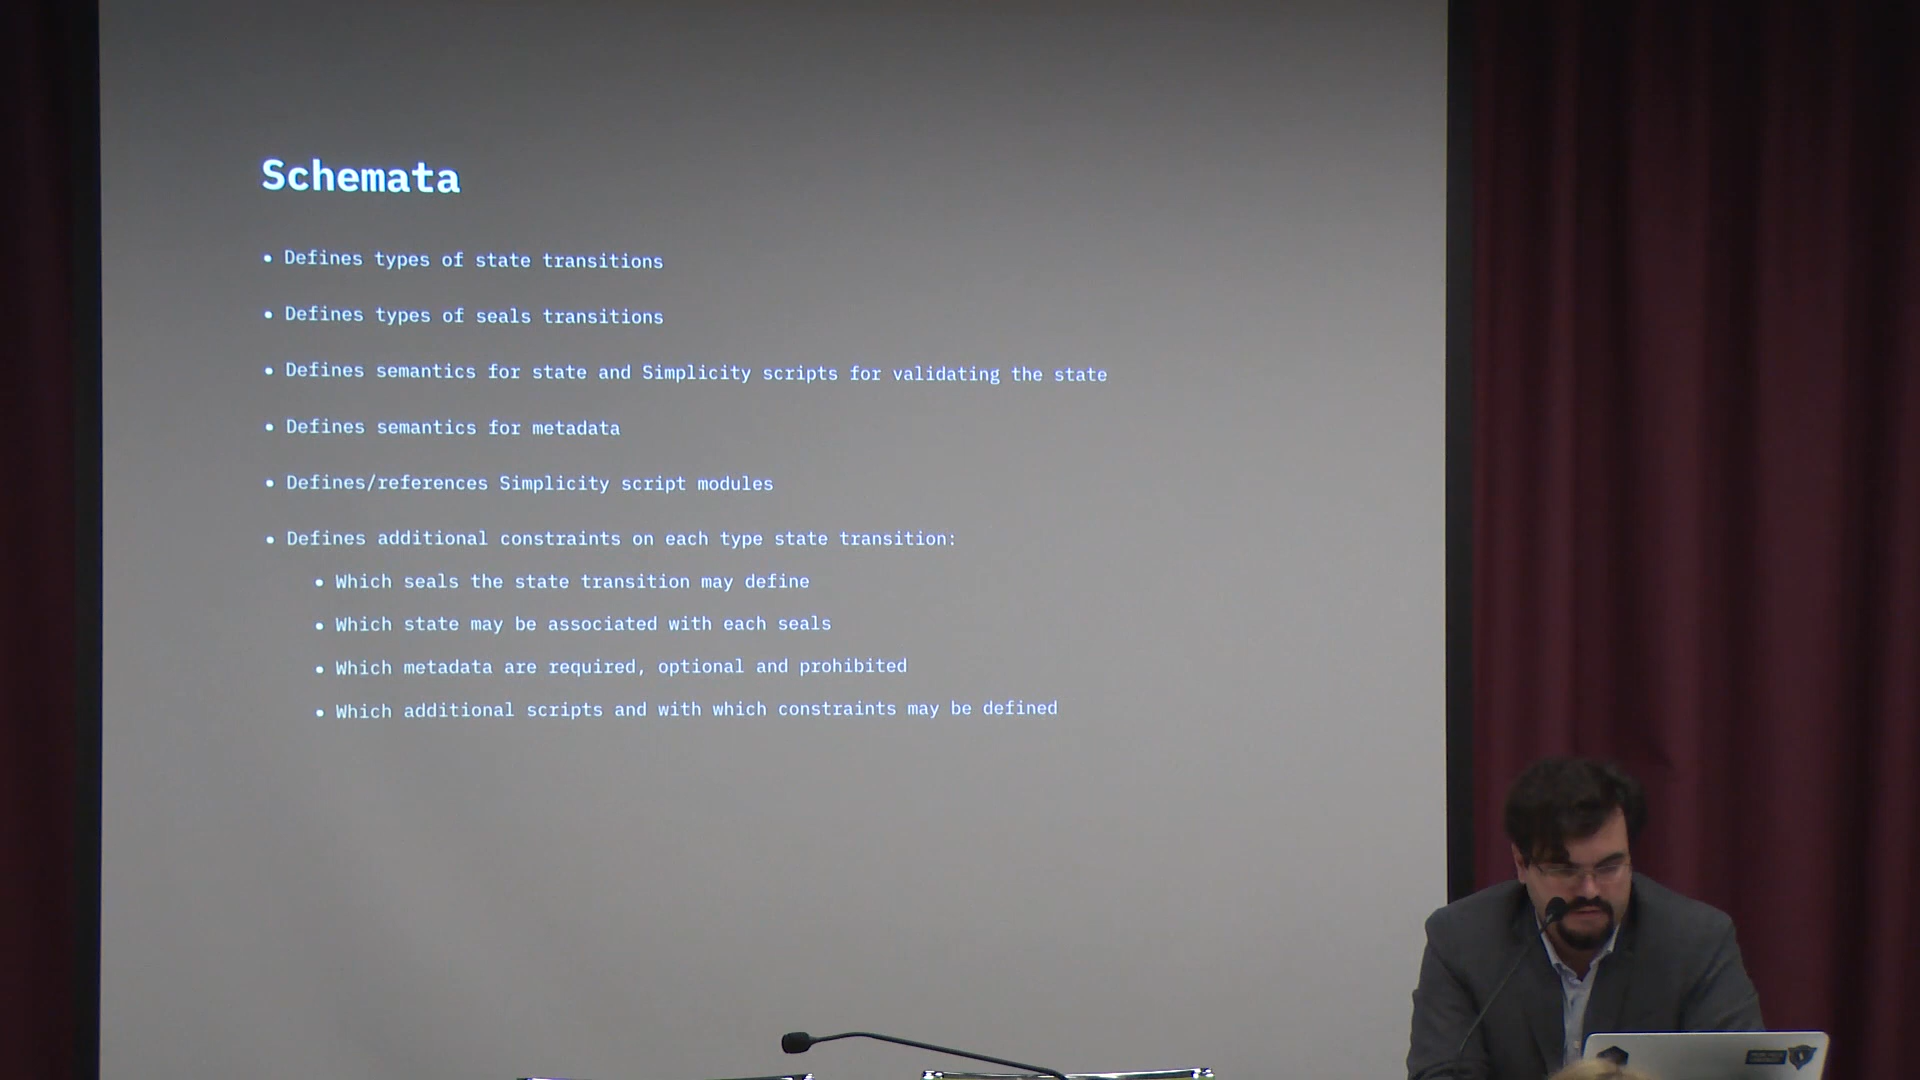 Schemata
• Defines types of state transitions
• Defines types of seals transitions
• Defines semantics for state and Simplicity scripts for validating the state
• Defines semantics for metadata
• Defines/references Simplicity script modules
• Defines additional constraints on each type state transition:
• Which seals the state transition may define
• Which state may be associated with each seals
• Which metadata are required, optional and prohibited
• Which additional scripts and with which constraints may be defined